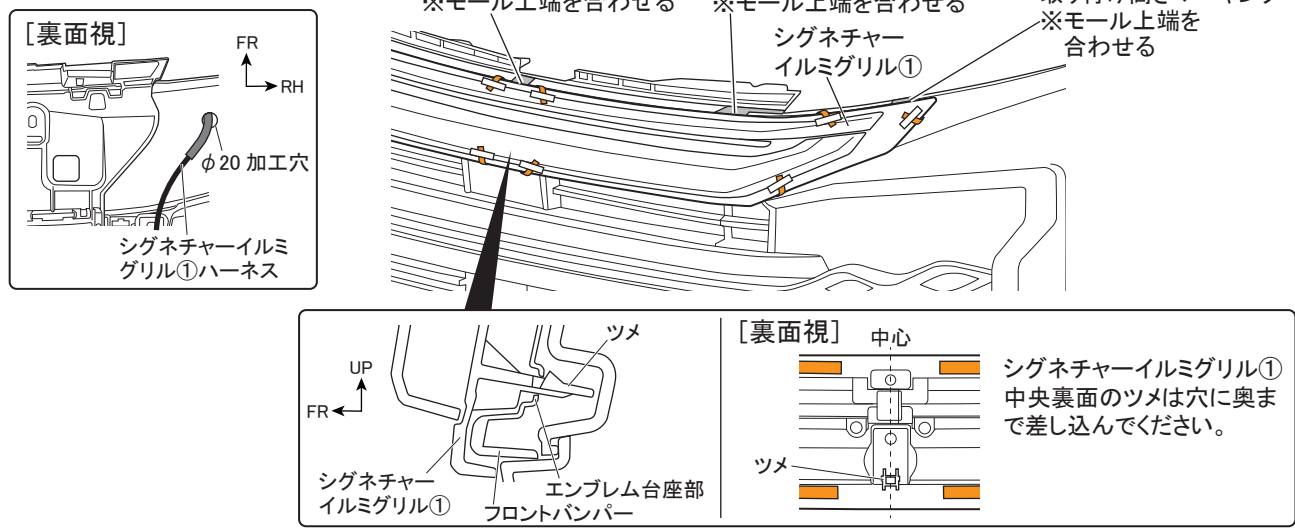 ※モール上端を合わせる
※モール上端を合わせる
※モール上端を
合わせる
シグネチャー
イルミグリル①
［裏面視］
FR
RH
φ20 加工穴
シグネチャーイルミ
グリル①ハーネス
UP
FR
ツメ
シグネチャー
イルミグリル①
エンブレム台座部
フロントバンパー
［裏面視］
中心
ツメ
シグネチャーイルミグリル①
中央裏面のツメは穴に奥ま
で差し込んでください。